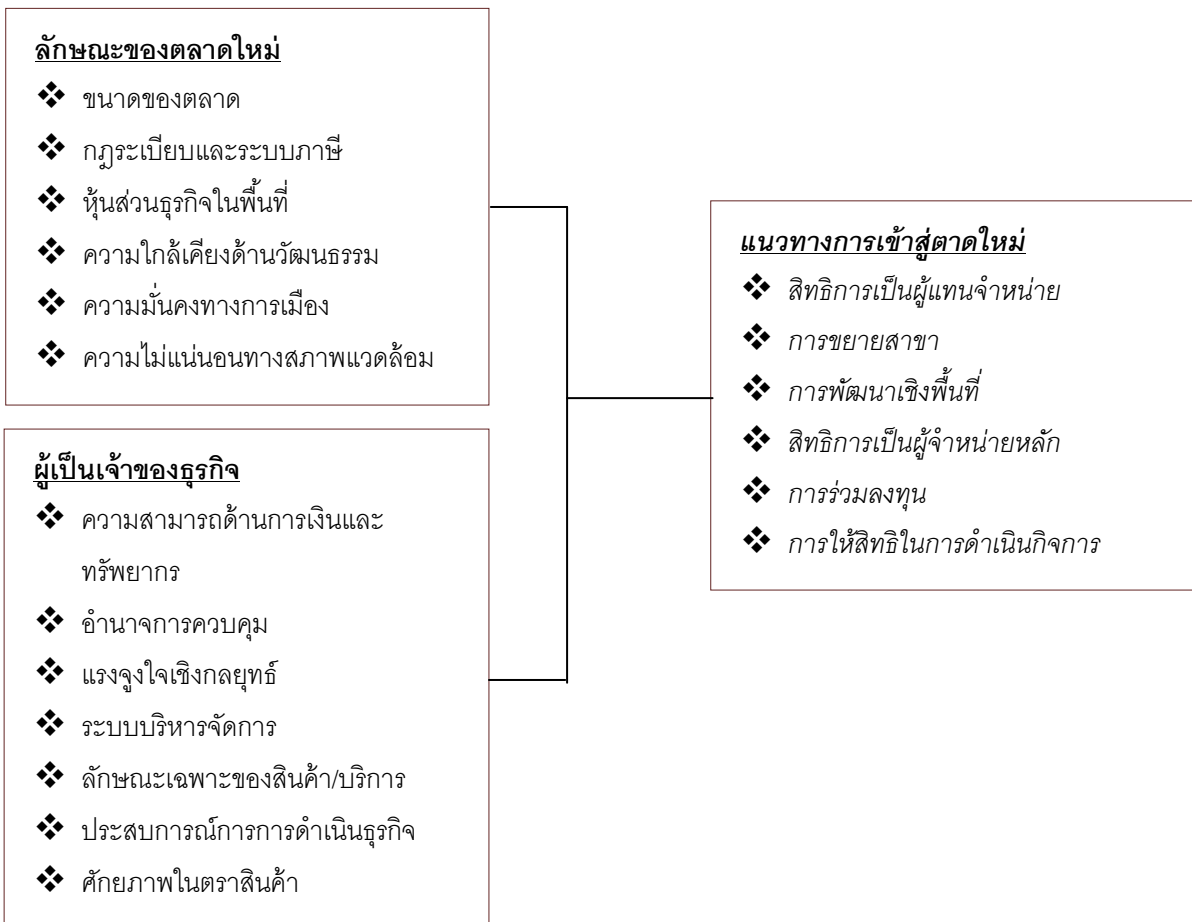 ลักษณะของตลาดใหม่
❖ ขนาดของตลาด
❖ กฎระเบียบและระบบภาษี
❖ หุ้นส่วนธุรกิจในพื้นที่
❖ ความใกล้เคียงด้านวัฒนธรรม
❖ ความมั่นคงทางการเมือง
❖ ความไม่แน่นอนทางสภาพแวดล้อม
ผู้เป็นเจ้าของธุรกิจ
❖ ความสามารถด้านการเงินและ
ทรัพยากร
❖ อำนาจการควบคุม
❖ แรงจูงใจเชิงกลยุทธ์
❖ ระบบบริหารจัดการ
❖ ลักษณะเฉพาะของสินค้า/บริการ
❖ ประสบการณ์การการดำเนินธุรกิจ
❖ ศักยภาพในตราสินค้า
แนวทางการเข้าสู่ตาดใหม่
❖ สิทธิการเป็นผู้แทนจำหน่าย
❖ การขยายสาขา
❖ การพัฒนาเชิงพื้นที่
❖ สิทธิการเป็นผู้จำหน่ายหลัก
❖ การร่วมลงทุน
❖ การให้สิทธิในการดำเนินกิจการ